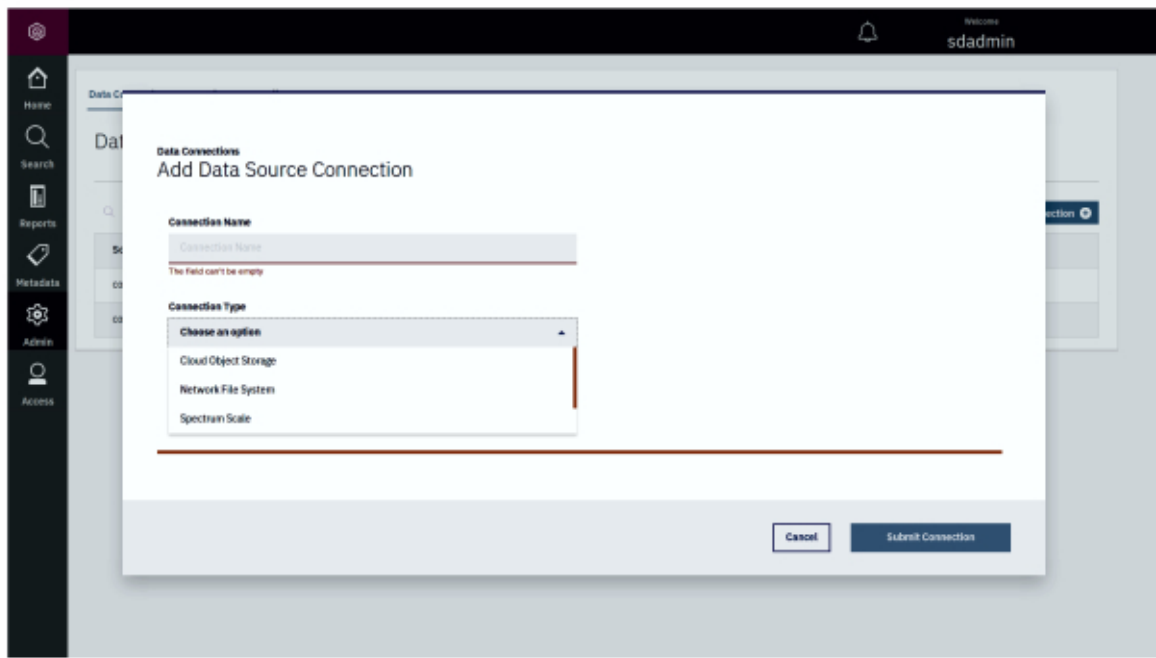 Welcome
sdadmin
Home
Search
Reports
Metadata
Admin
Access
Data Connections
Add Data Source Connection
Connection Name
Connection Name
The field can't be empty
Connection Type
Choose an option
Cloud Object Storage
Network File System
Spectrum Scale
Cancel
Submit Connection